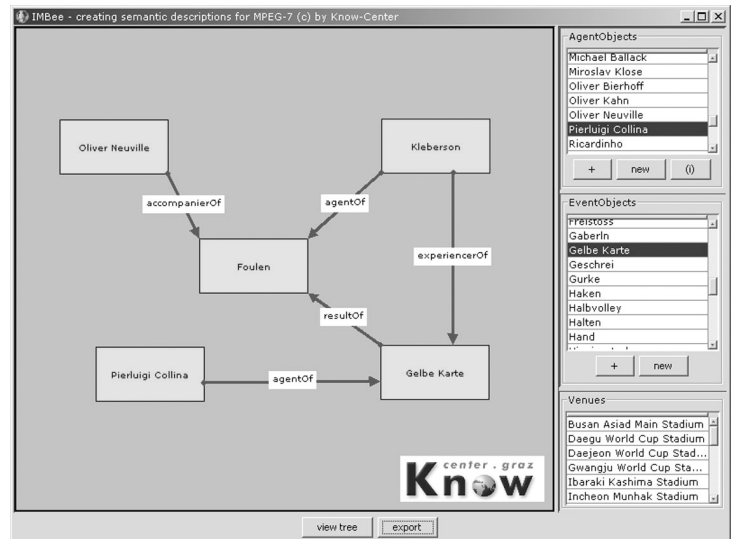 IMBee - creating semantic descriptions for MPEG-7 (c) by Know-Center
Oliver Neuville
Kleberson
accompanierOf
agentOf
Foulen
experiencerOf
resultOf
Pierluigi Collina
agentOf
Gelbe Karte
center . graz
Know
AgentObjects
Michael Ballack
Miroslav Klose
Oliver Bierhoff
Oliver Kahn
Oliver Neuville
Pierluigi Collina
Ricardinho
+ new (i)
EventObjects
Freistoss
Gaberln
Gelbe Karte
Geschrei
Gurke
Haken
Halbvolley
Halten
Hand
+ new
Venues
Busan Asiad Main Stadium
Daegu World Cup Stadium
Daejeon World Cup Stad...
Gwangju World Cup Sta...
Ibaraki Kashima Stadium
Incheon Munhak Stadium
view tree export